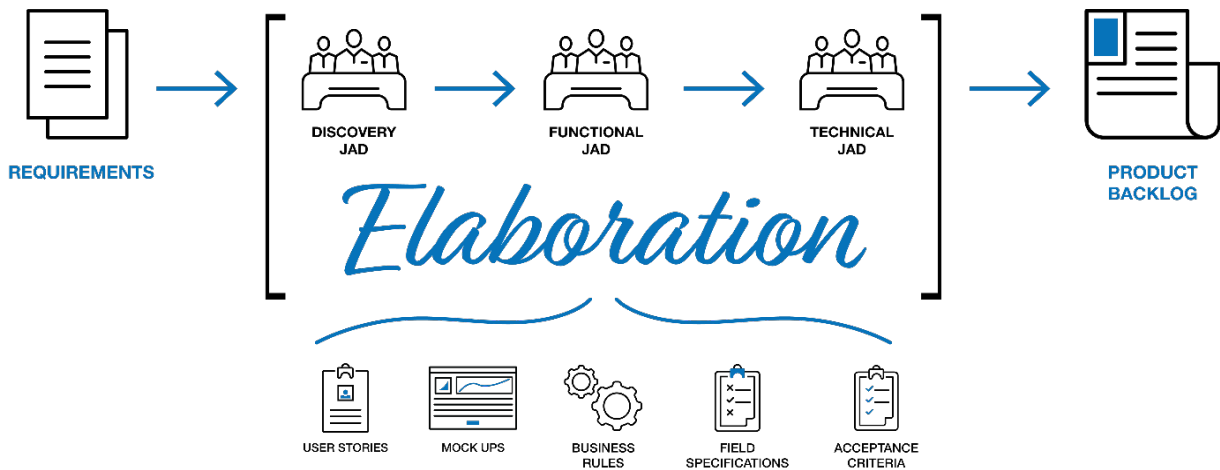 REQUIREMENTS
DISCOVERY
JAD
FUNCTIONAL
JAD
TECHNICAL
JAD
PRODUCT
BACKLOG
Elaboration
USER STORIES
MOCK UPS
BUSINESS
RULES
FIELD
SPECIFICATIONS
ACCEPTANCE
CRITERIA